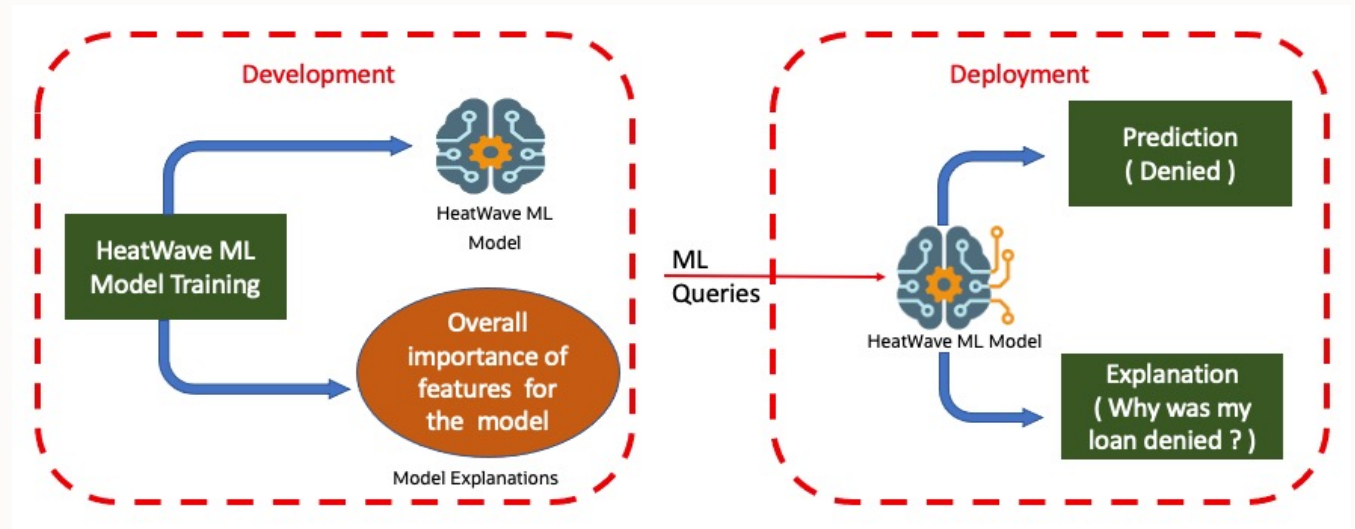 Development
HeatWave ML
Model
HeatWave ML
Model Training
Overall
importance of
features for
the model
Model Explanations
ML
Queries
Deployment
Prediction
( Denied )
HeatWave ML Model
Explanation
( Why was my
loan denied ? )